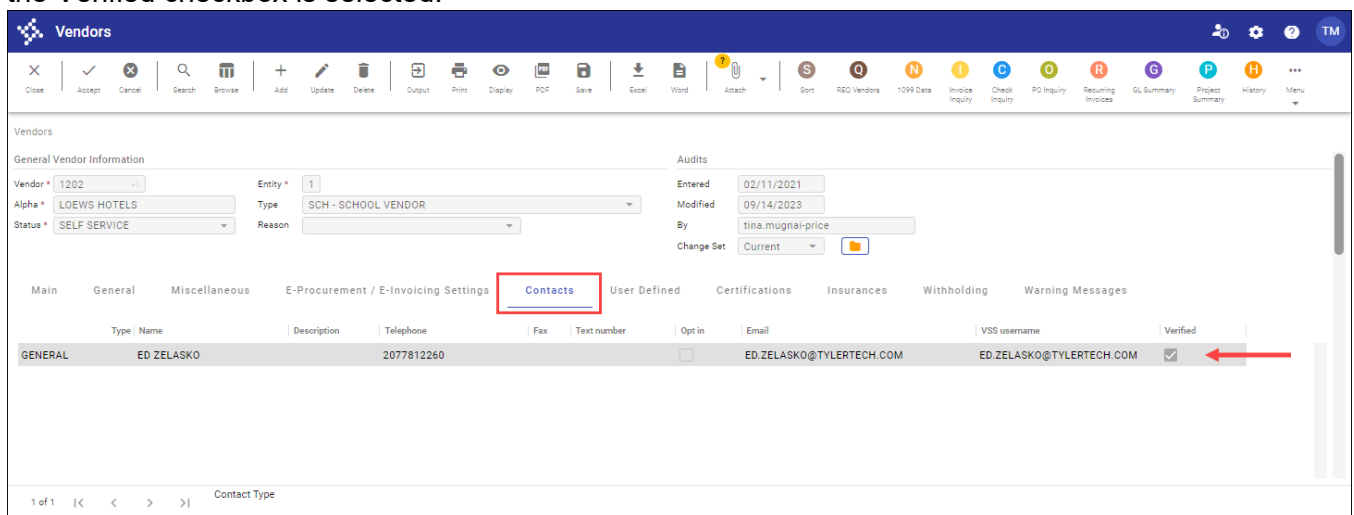 the Verified checkbox is selected.
Vendors
TM
Close Accept Cancel Search Browse Add Update Delete Output Print Display PDF Save Excel Word ? Attach S Sort Q REQ Vendors N 1099 Data I Invoice Inquiry C Check Inquiry O PO Inquiry R Recurring Invoices G GL Summary P Project Summary H History Menu
Vendors
General Vendor Information Audits
Vendor * 1202 Entity * 1 Entered 02/11/2021
Alpha * LOEWS HOTELS Type SCH - SCHOOL VENDOR Modified 09/14/2023
Status * SELF SERVICE Reason By tina.mugnai-price
Change Set Current
Main General Miscellaneous E-Procurement / E-Invoicing Settings Contacts User Defined Certifications Insurances Withholding Warning Messages
Type Name Description Telephone Fax Text number Opt in Email VSS username Verified
GENERAL ED ZELASKO 2077812260 ED.ZELASKO@TYLERTECH.COM ED.ZELASKO@TYLERTECH.COM
1 of 1 Contact Type